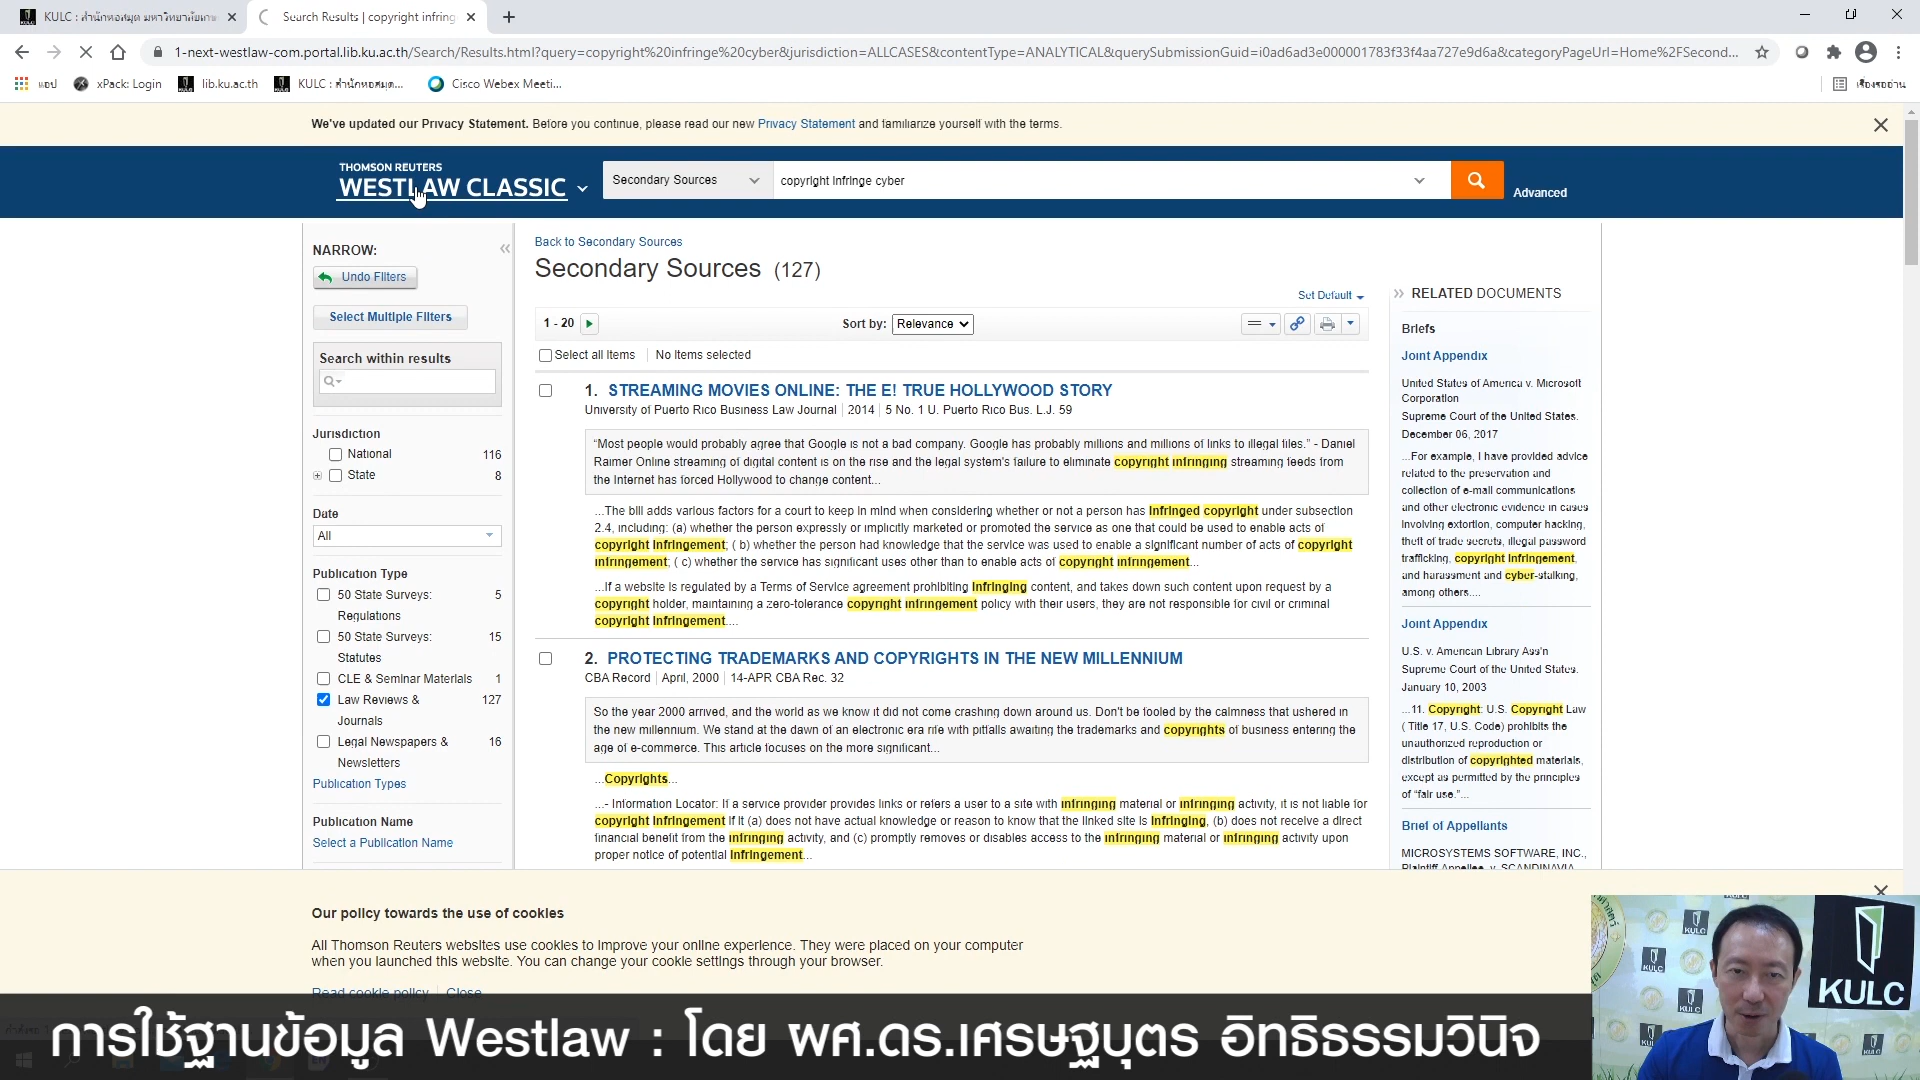 KULC : สำนักหอสมุด มหาวิทยาลัยเกษ
Search Results | copyright infring
1-next-westlaw-com.portal.lib.ku.ac.th/Search/Results.html?query=copyright%20infringe%20cyber&jurisdiction=ALLCASES&contentType=ANALYTICAL&querySubmissionGuid=i0ad6ad3e000001783f33f4aa727e9d6a&categoryPageUrl=Home%2FSecond...
แอป
xPack: Login
lib.ku.ac.th
KULC : สำนักหอสมุด...
Cisco Webex Meeti...
We've updated our Privacy Statement. Before you continue, please read our new Privacy Statement and familiarize yourself with the terms.
THOMSON REUTERS
WESTLAW CLASSIC
Secondary Sources
copyright infringe cyber
Advanced
NARROW:
Undo Filters
Select Multiple Filters
Search within results
Jurisdiction
National 116
State 8
Date
All
Publication Type
50 State Surveys: 5
Regulations
50 State Surveys: 15
Statutes
CLE & Seminar Materials 1
Law Reviews & 127
Journals
Legal Newspapers & 16
Newsletters
Publication Types
Publication Name
Select a Publication Name
Back to Secondary Sources
Secondary Sources (127)
Set Default
1 - 20
Sort by: Relevance
Select all items No items selected
1. STREAMING MOVIES ONLINE: THE E! TRUE HOLLYWOOD STORY
University of Puerto Rico Business Law Journal 2014 5 No. 1 U. Puerto Rico Bus. L.J. 59
“Most people would probably agree that Google is not a bad company. Google has probably millions and millions of links to illegal files.” - Daniel
Raimer Online streaming of digital content is on the rise and the legal system's failure to eliminate copyright infringing streaming feeds from
the Internet has forced Hollywood to change content...
...The bill adds various factors for a court to keep in mind when considering whether or not a person has infringed copyright under subsection
2.4, including: (a) whether the person expressly or implicitly marketed or promoted the service as one that could be used to enable acts of
copyright infringement; ( b) whether the person had knowledge that the service was used to enable a significant number of acts of copyright
infringement; ( c) whether the service has significant uses other than to enable acts of copyright infringement...
...If a website is regulated by a Terms of Service agreement prohibiting infringing content, and takes down such content upon request by a
copyright holder, maintaining a zero-tolerance copyright infringement policy with their users, they are not responsible for civil or criminal
copyright infringement....
2. PROTECTING TRADEMARKS AND COPYRIGHTS IN THE NEW MILLENNIUM
CBA Record April, 2000 14-APR CBA Rec. 32
So the year 2000 arrived, and the world as we know it did not come crashing down around us. Don't be fooled by the calmness that ushered in
the new millennium. We stand at the dawn of an electronic era rife with pitfalls awaiting the trademarks and copyrights of business entering the
age of e-commerce. This article focuses on the more significant...
...Copyrights...
...- Information Locator: If a service provider provides links or refers a user to a site with infringing material or infringing activity, it is not liable for
copyright infringement if it (a) does not have actual knowledge or reason to know that the linked site is infringing, (b) does not receive a direct
financial benefit from the infringing activity, and (c) promptly removes or disables access to the infringing material or infringing activity upon
proper notice of potential infringement...
RELATED DOCUMENTS
Briefs
Joint Appendix
United States of America v. Microsoft
Corporation
Supreme Court of the United States.
December 06, 2017
...For example, I have provided advice
related to the preservation and
collection of e-mail communications
and other electronic evidence in cases
involving extortion, computer hacking,
theft of trade secrets, illegal password
trafficking, copyright infringement,
and harassment and cyber-stalking,
among others....
Joint Appendix
U.S. v. American Library Ass'n
Supreme Court of the United States.
January 10, 2003
...11. Copyright: U.S. Copyright Law
( Title 17, U.S. Code) prohibits the
unauthorized reproduction or
distribution of copyrighted materials,
except as permitted by the principles
of “fair use.”...
Brief of Appellants
MICROSYSTEMS SOFTWARE, INC.,
Our policy towards the use of cookies
All Thomson Reuters websites use cookies to improve your online experience. They were placed on your computer
when you launched this website. You can change your cookie settings through your browser.
Read cookie policy Close
การใช้ฐานข้อมูล Westlaw : โดย ผศ.ดร.เศรษฐบุตร อิทธิธรรมวินิจ
KULC
KULC
KULC